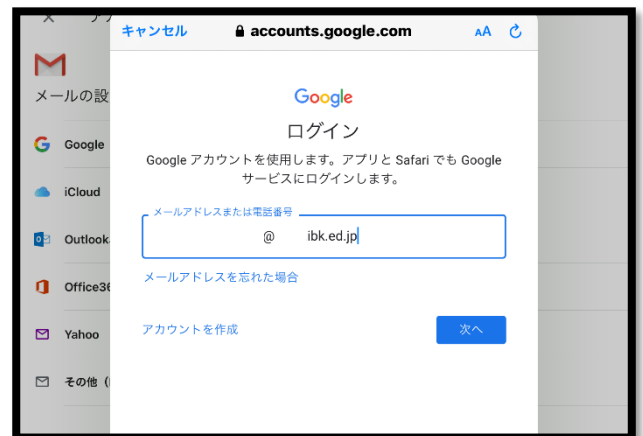 キャンセル
accounts.google.com
AA
メールの設
Google
iCloud
Outlook
Office36
Yahoo
その他
Google
ログイン
Google アカウントを使用します。アプリと Safari でも Google
サービスにログインします。
メールアドレスまたは電話番号
@ ibk.ed.jp
メールアドレスを忘れた場合
アカウントを作成
次へ